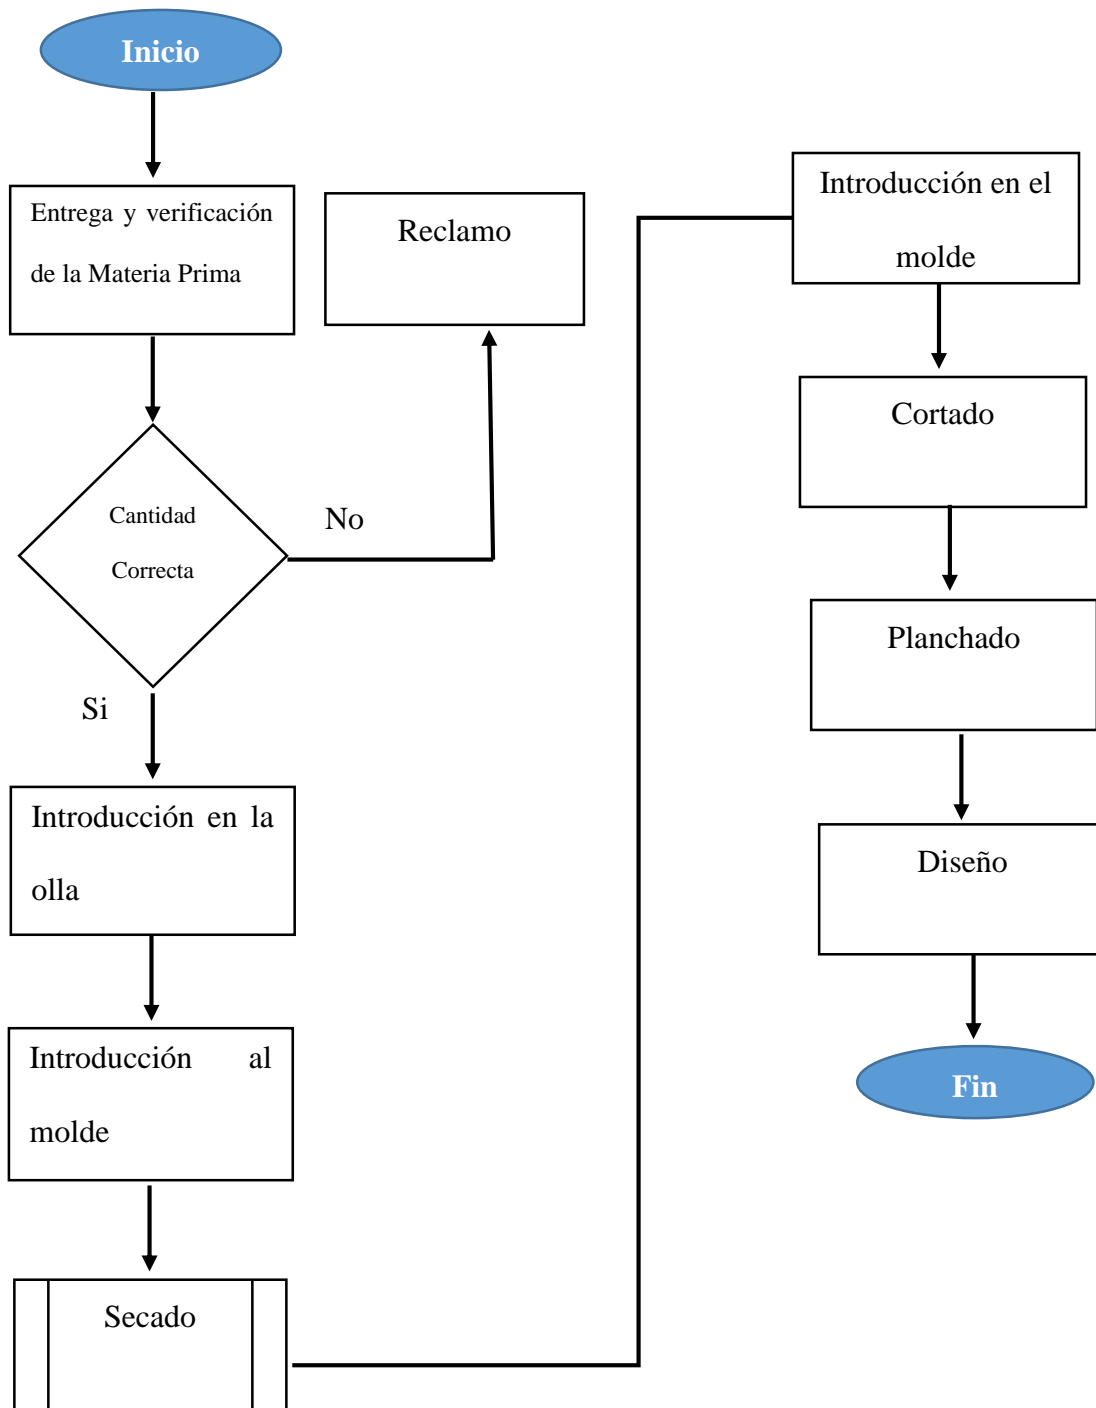 Inicio
Entrega y verificación
de la Materia Prima
Reclamo
Cantidad
Correcta
No
Si
Introducción en la
olla
Introducción al
molde
Secado
Introducción en el
molde
Cortado
Planchado
Diseño
Fin